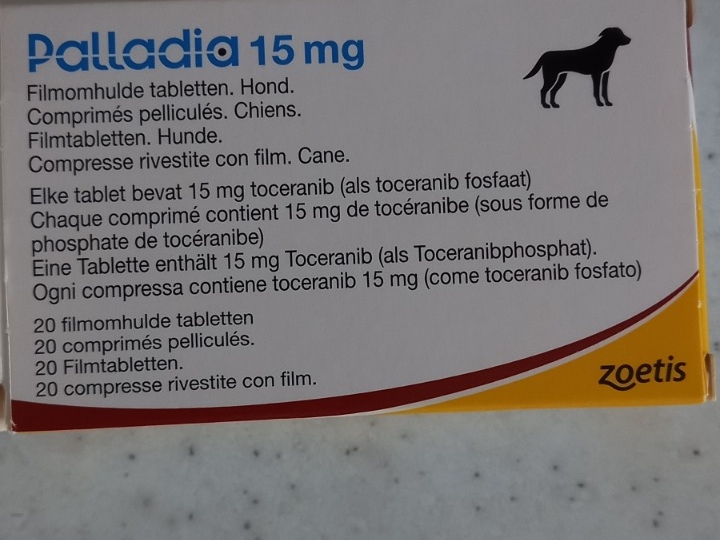 Palladia 15 mg
Filmomhulde tabletten. Hond.
Comprimés pelliculés. Chiens.
Filmtabletten. Hunde.
Compresse rivestite con film. Cane.
Elke tablet bevat 15 mg toceranib (als toceranib fosfaat)
Chaque comprimé contient 15 mg de tocéranibe (sous forme de
phosphate de tocéranibe)
Eine Tablette enthält 15 mg Toceranib (als Toceranibphosphat).
Ogni compressa contiene toceranib 15 mg (come toceranib fosfato)
20 filmomhulde tabletten
20 comprimés pelliculés.
20 Filmtabletten.
20 compresse rivestite con film.
zoetis